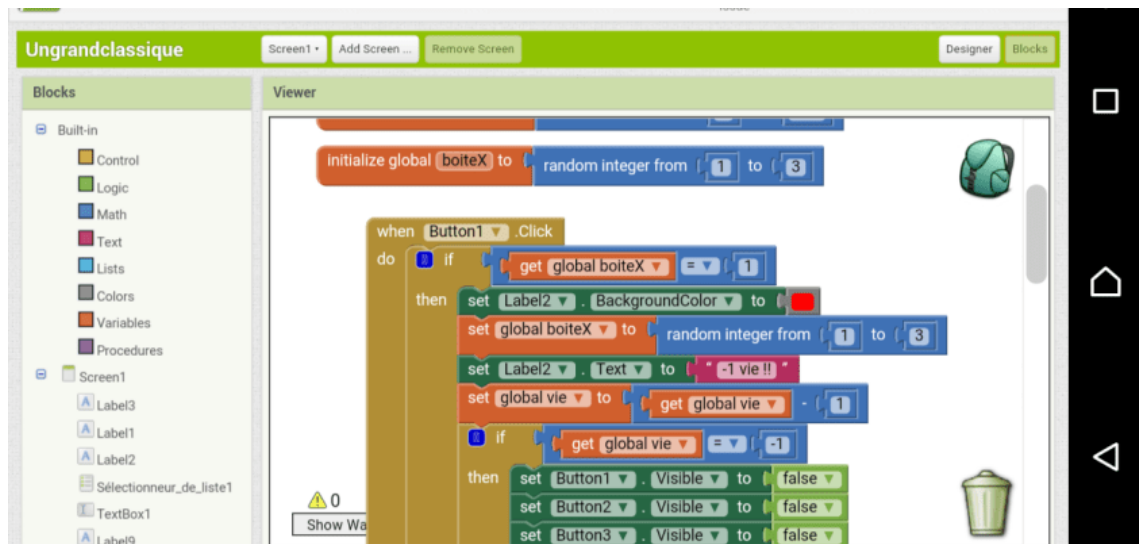 Ungrandclassique Screen1 Add Screen ... Remove Screen Designer Blocks
Blocks Viewer
Built-in
Control
Logic
Math
Text
Lists
Colors
Variables
Procedures
Screen1
Label3
Label1
Label2
Sélectionneur_de_liste1
TextBox1
Label9
initialize global boiteX to random integer from 1 to 3
when Button1 .Click
do if get global boiteX = 1
then set Label2 . BackgroundColor to
set global boiteX to random integer from 1 to 3
set Label2 . Text to " -1 vie !! "
set global vie to get global vie - 1
if get global vie = -1
then set Button1 . Visible to false
set Button2 . Visible to false
set Button3 . Visible to false
0
Show Wa